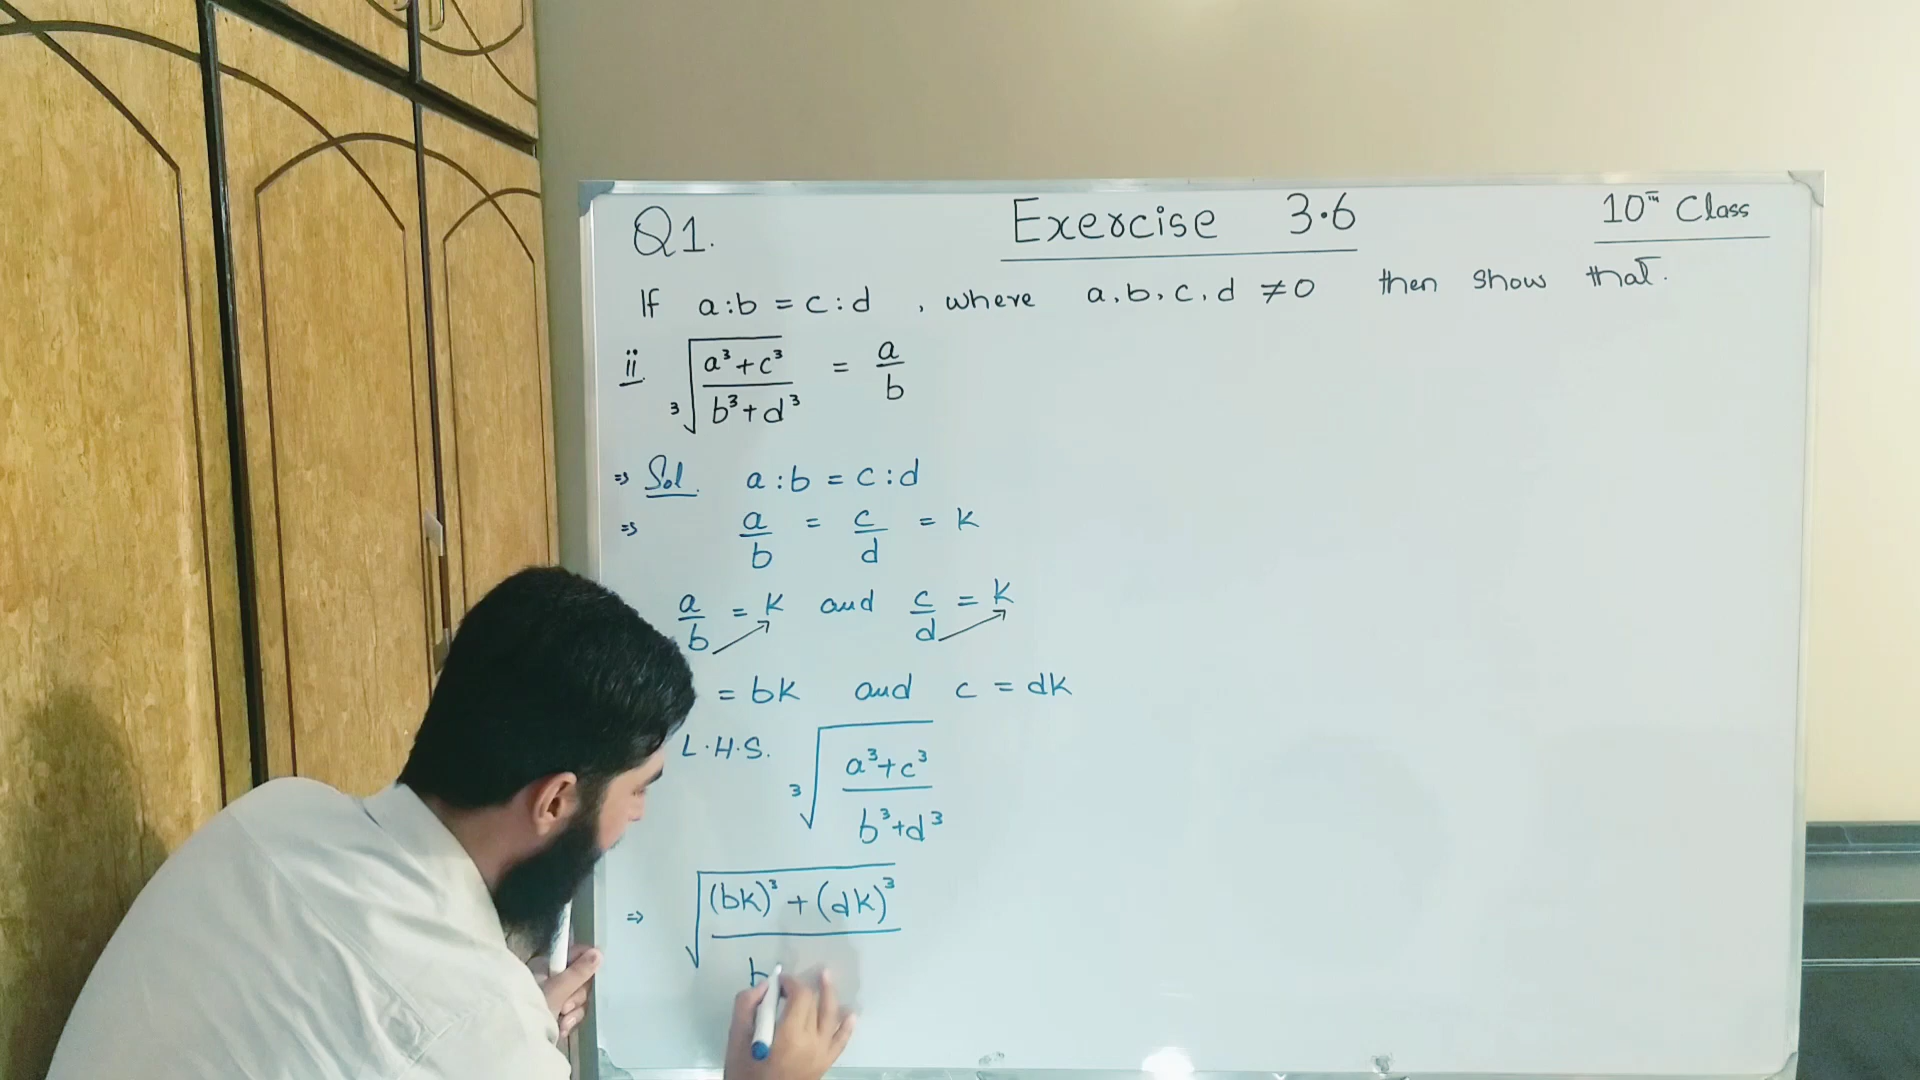 Q1. Exercise 3.6 10th Class
If a:b = c:d , where a, b, c, d ≠ 0 then show that.
ii ∛((a³+c³)/(b³+d³)) = a/b
⇒ Sol. a:b = c:d
⇒ a/b = c/d = k
a/b = k and c/d = k
= bk and c = dk
L.H.S. ∛((a³+c³)/(b³+d³))
⇒ √((bk)³+(dk)³)/b